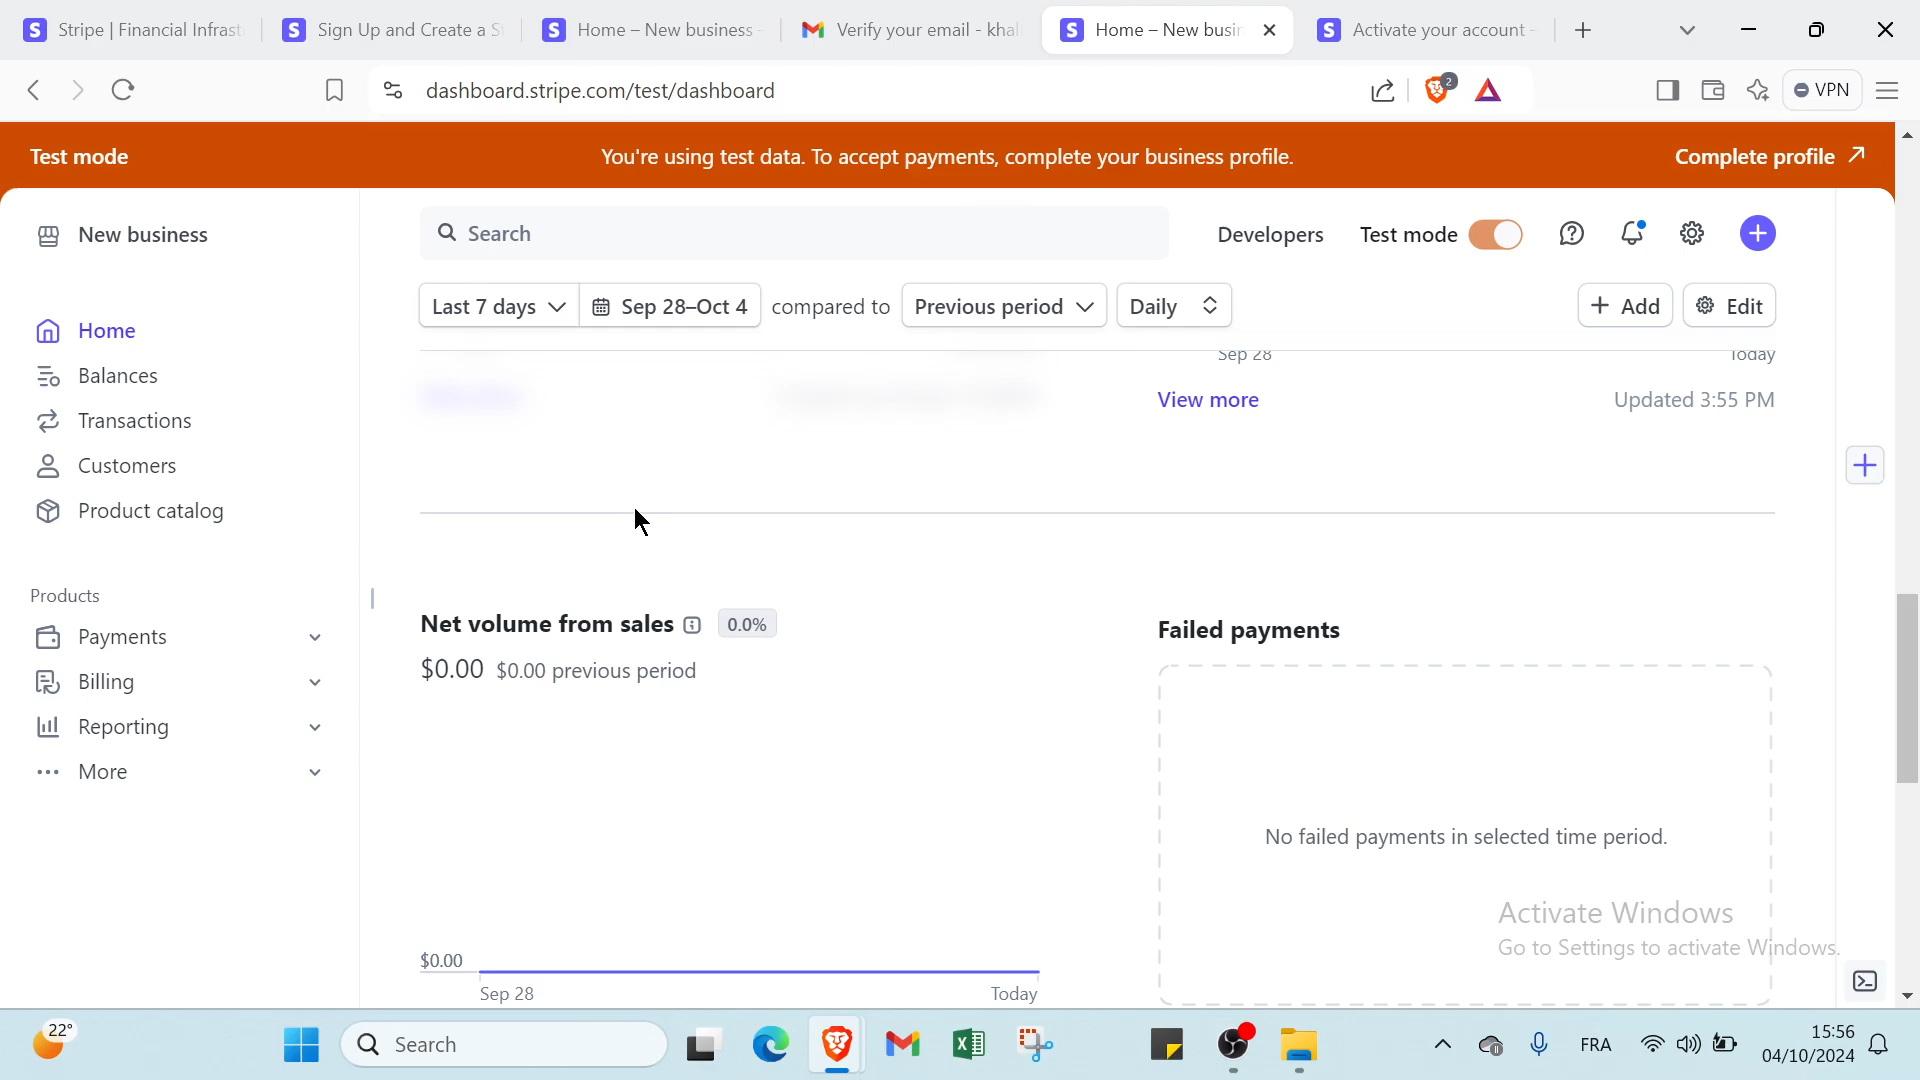 Stripe | Financial Infrast
Sign Up and Create a S
Home – New business -
Verify your email - khal
Home – New busin
Activate your account -
dashboard.stripe.com/test/dashboard
2
VPN
Test mode
You're using test data. To accept payments, complete your business profile.
Complete profile
New business
Search
Developers
Test mode
Last 7 days
Sep 28–Oct 4
compared to
Previous period
Daily
Add
Edit
Home
Balances
Transactions
Customers
Product catalog
Products
Payments
Billing
Reporting
More
Sep 28
Today
View more
Updated 3:55 PM
Net volume from sales
0.0%
$0.00 $0.00 previous period
$0.00
Sep 28
Today
Failed payments
No failed payments in selected time period.
Activate Windows
Go to Settings to activate Windows.
22°
Search
FRA
15:56
04/10/2024